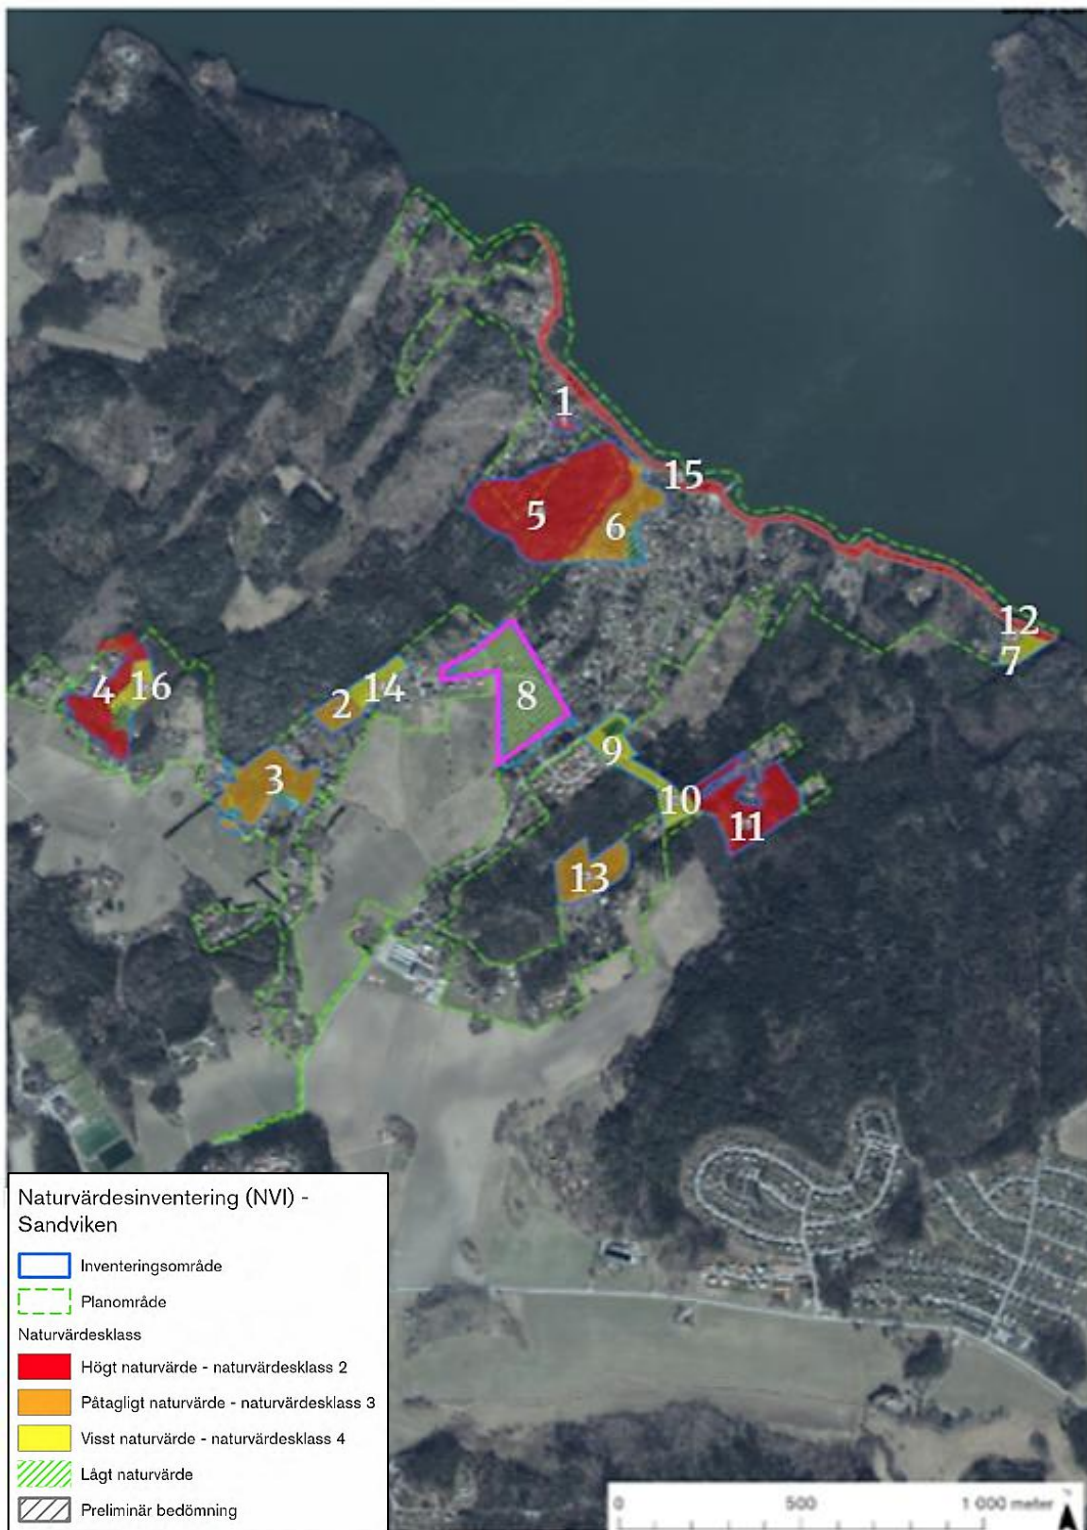 1
15
5
6
12
7
4
16
2
14
8
9
3
10
11
13
Naturvärdesinventering (NVI) -
Sandviken
Inventeringsområde
Planområde
Naturvärdesklass
Högt naturvärde - naturvärdesklass 2
Påtagligt naturvärde - naturvärdesklass 3
Visst naturvärde - naturvärdesklass 4
Lågt naturvärde
Preliminär bedömning
0 500 1 000 meter